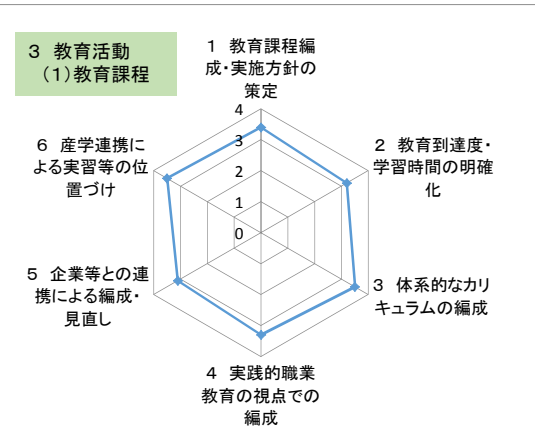 3 教育活動
(1)教育課程
1 教育課程編
成・実施方針の
策定
2 教育到達度・
学習時間の明確
化
3 体系的なカリ
キュラムの編成
4 実践的職業
教育の視点での
編成
5 企業等との連
携による編成・
見直し
6 産学連携に
よる実習等の位
置づけ
4
3
2
1
0